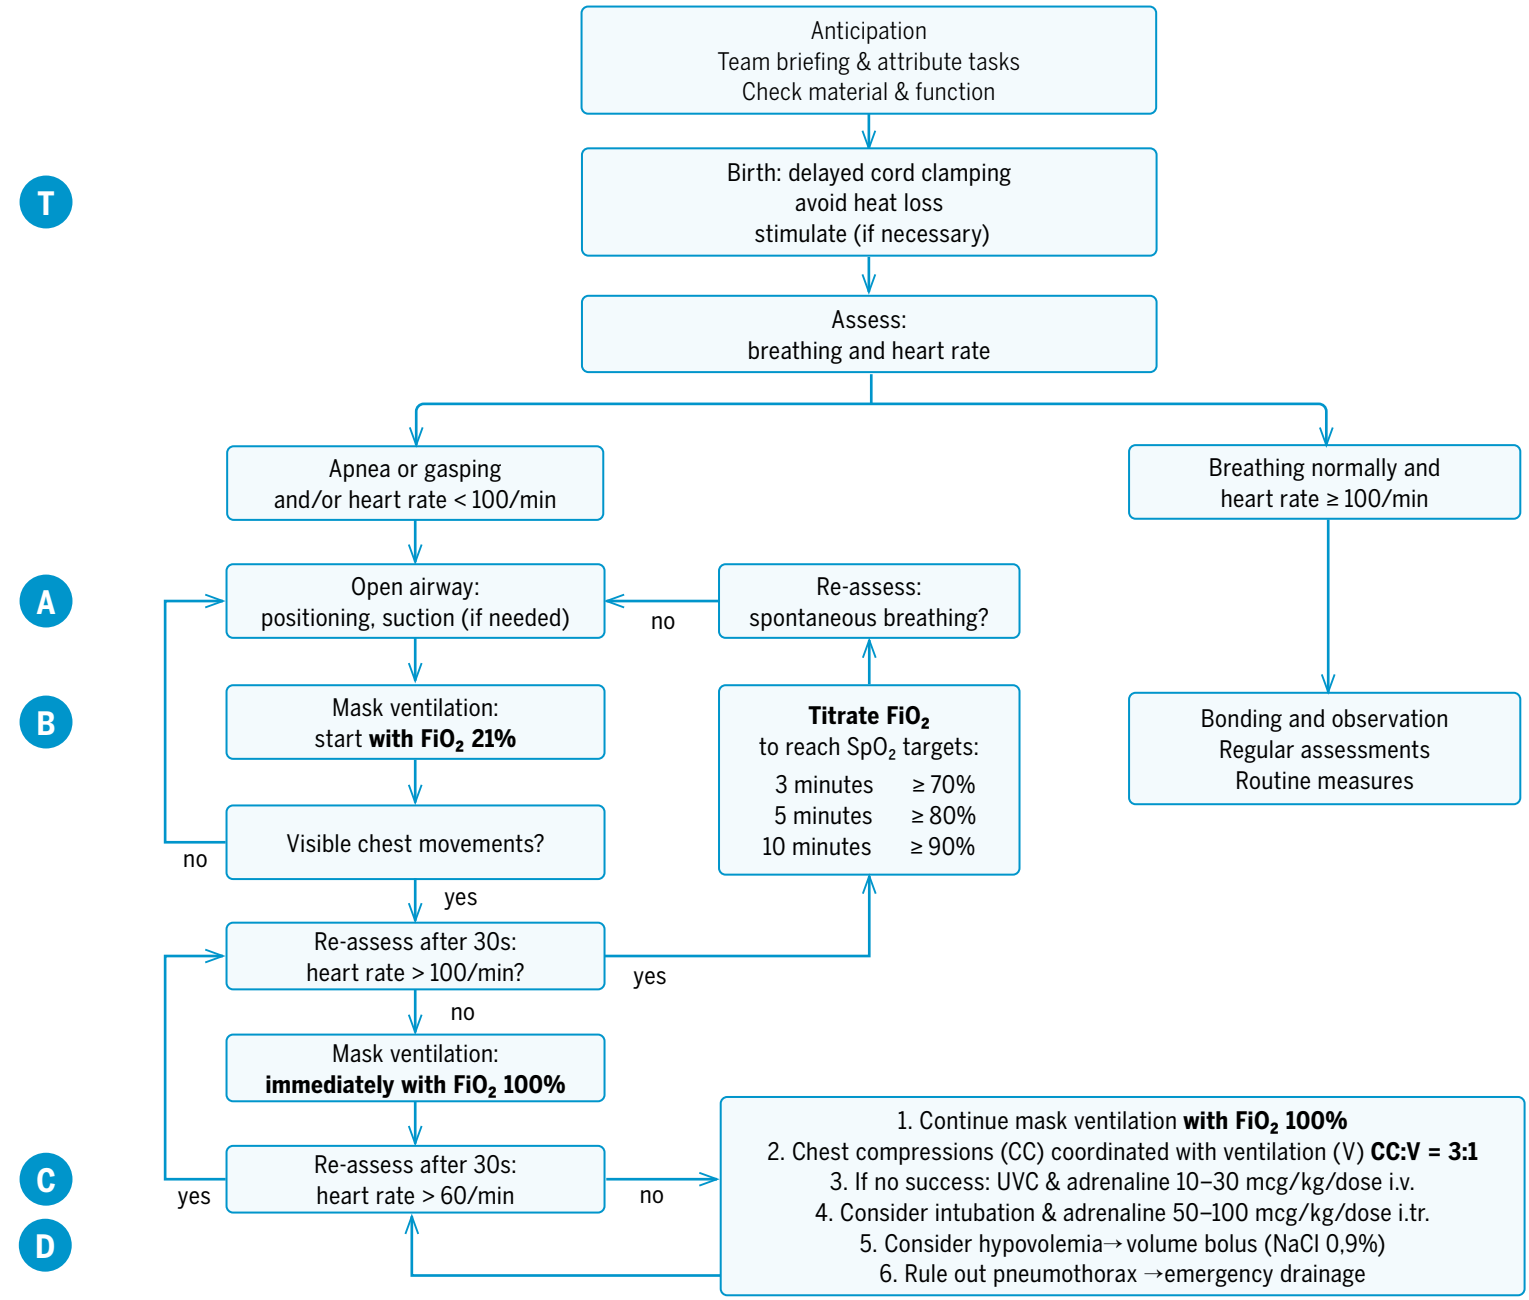 Anticipation
Team briefing & attribute tasks
Check material & function
T
Birth: delayed cord clamping
avoid heat loss
stimulate (if necessary)
Assess:
breathing and heart rate
Apnea or gasping
and/or heart rate < 100/min
Breathing normally and
heart rate ≥ 100/min
A
Open airway:
positioning, suction (if needed)
no
Re-assess:
spontaneous breathing?
B
Mask ventilation:
start with FiO₂ 21%
Titrate FiO₂
to reach SpO₂ targets:
3 minutes ≥ 70%
5 minutes ≥ 80%
10 minutes ≥ 90%
Bonding and observation
Regular assessments
Routine measures
Visible chest movements?
no
yes
Re-assess after 30s:
heart rate > 100/min?
yes
no
Mask ventilation:
immediately with FiO₂ 100%
C
Re-assess after 30s:
heart rate > 60/min
yes
no
D
1. Continue mask ventilation with FiO₂ 100%
2. Chest compressions (CC) coordinated with ventilation (V) CC:V = 3:1
3. If no success: UVC & adrenaline 10–30 mcg/kg/dose i.v.
4. Consider intubation & adrenaline 50–100 mcg/kg/dose i.tr.
5. Consider hypovolemia→volume bolus (NaCl 0,9%)
6. Rule out pneumothorax →emergency drainage